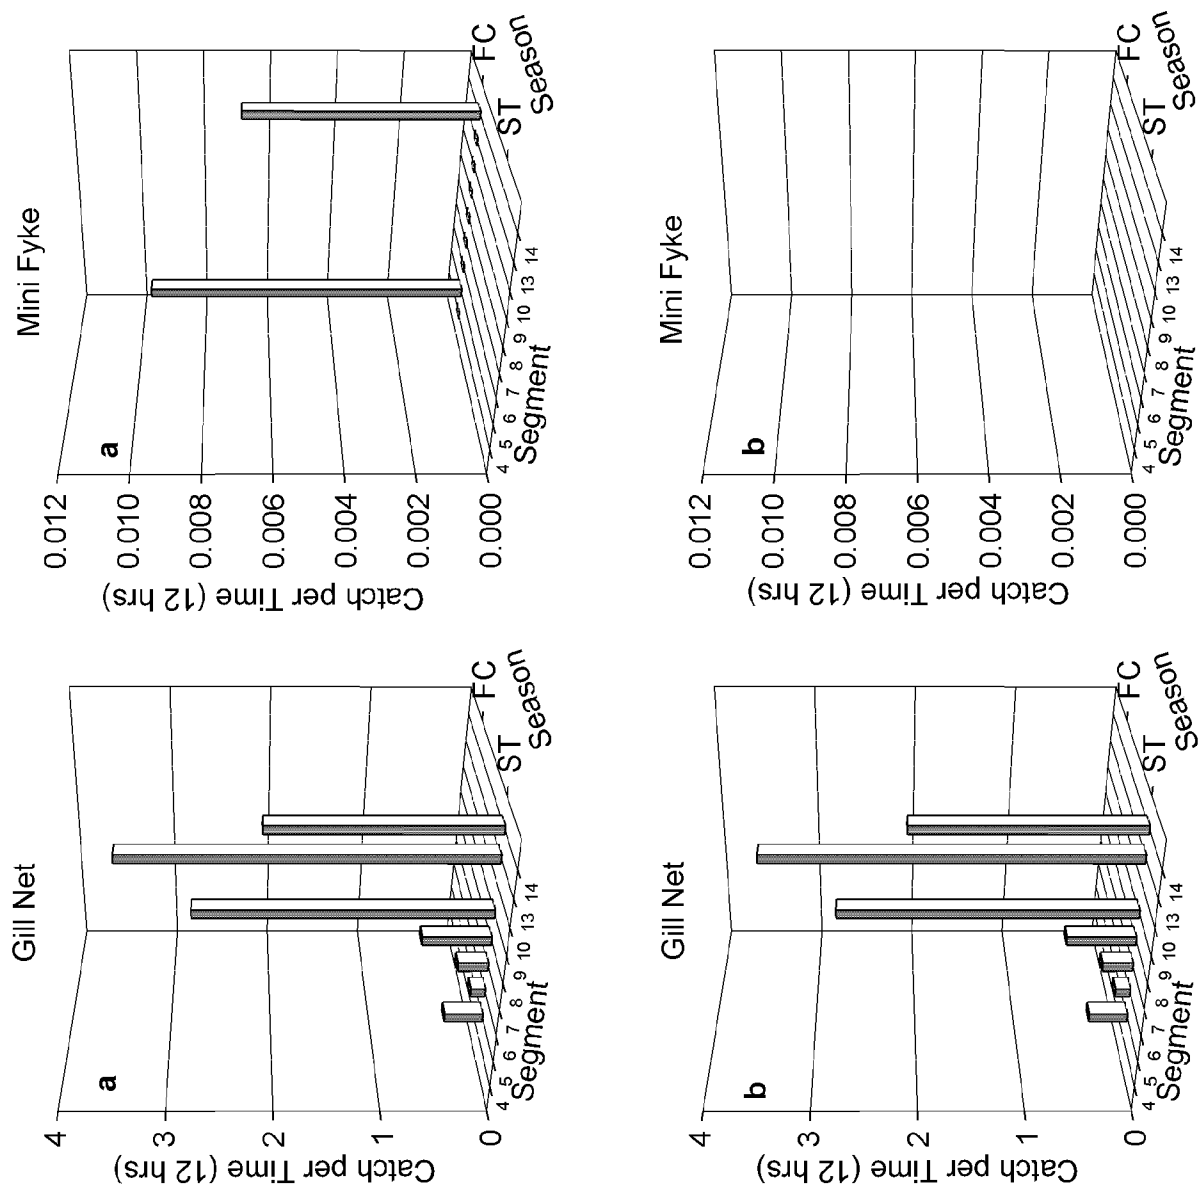 Gill Net
a
Catch per Time (12 hrs)
4
3
2
1
0
4
5
6
7
8
9
10
13
14
Segment
ST
FC
Season
Mini Fyke
a
Catch per Time (12 hrs)
0.012
0.010
0.008
0.006
0.004
0.002
0.000
4
5
6
7
8
9
10
13
14
Segment
ST
FC
Season
Gill Net
b
Catch per Time (12 hrs)
4
3
2
1
0
4
5
6
7
8
9
10
13
14
Segment
ST
FC
Season
Mini Fyke
b
Catch per Time (12 hrs)
0.012
0.010
0.008
0.006
0.004
0.002
0.000
4
5
6
7
8
9
10
13
14
Segment
ST
FC
Season